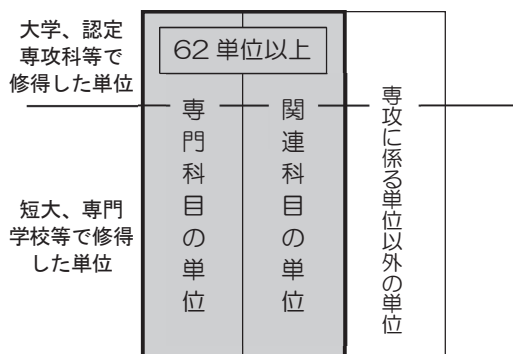 大学、認定
専攻科等で
修得した単位
62単位以上
専門科目の単位
関連科目の単位
専攻に係る単位以外の単位
短大、専門
学校等で修得
した単位